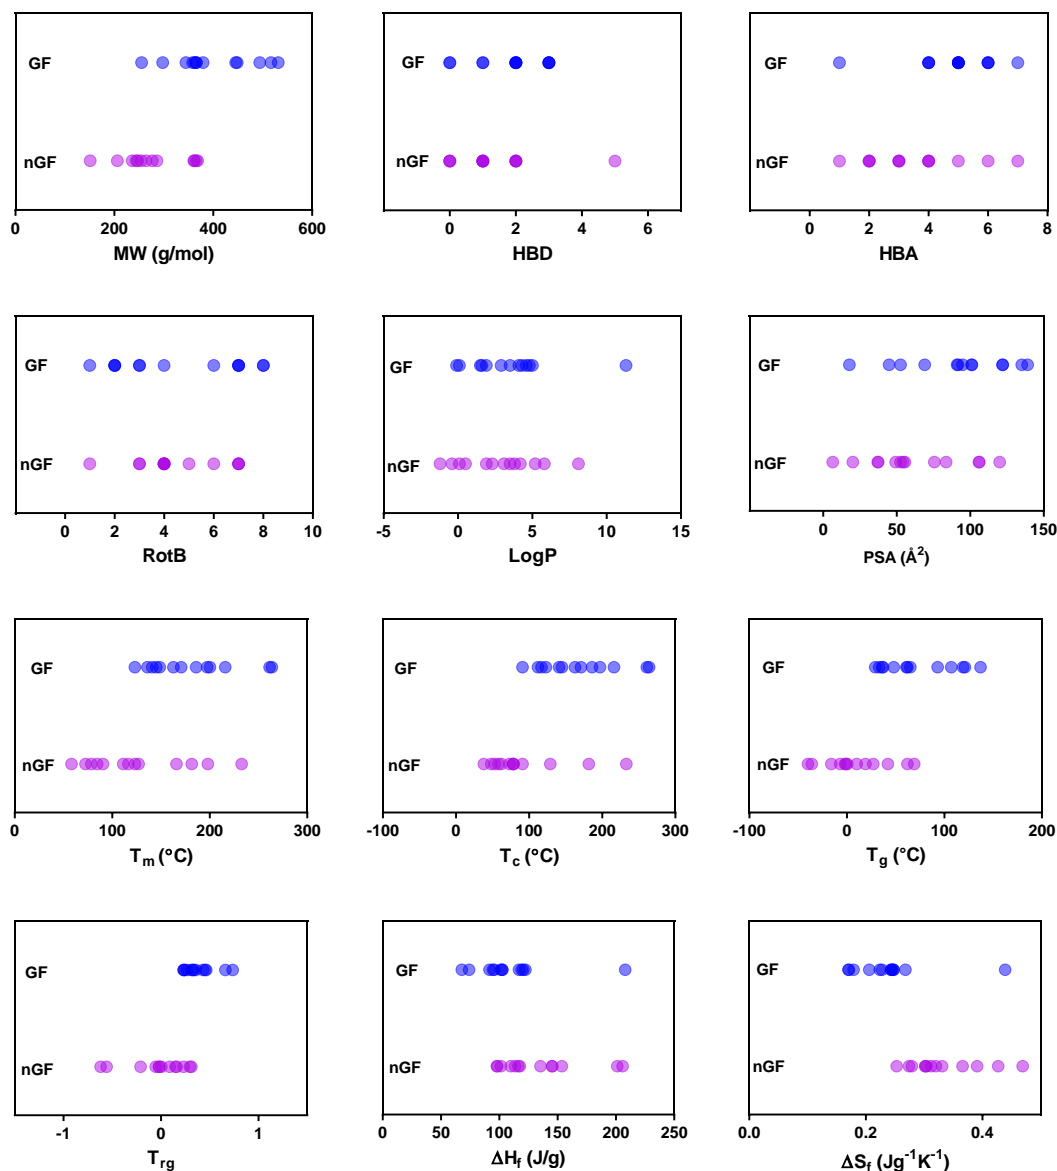 GF GF GF
nGF nGF nGF
0 200 400 600 0 2 4 6 0 2 4 6 8
MW (g/mol) HBD HBA
GF GF GF
nGF nGF nGF
0 2 4 6 8 10 -5 0 5 10 15 0 50 100 150
RotB LogP PSA (Å²)
GF GF GF
nGF nGF nGF
0 100 200 300 -100 0 100 200 300 -100 0 100 200
Tm (°C) Tc (°C) Tg (°C)
GF GF GF
nGF nGF nGF
-1 0 1 0 50 100 150 200 250 0.0 0.2 0.4
Trg ΔHf (J/g) ΔSf (Jg⁻¹K⁻¹)